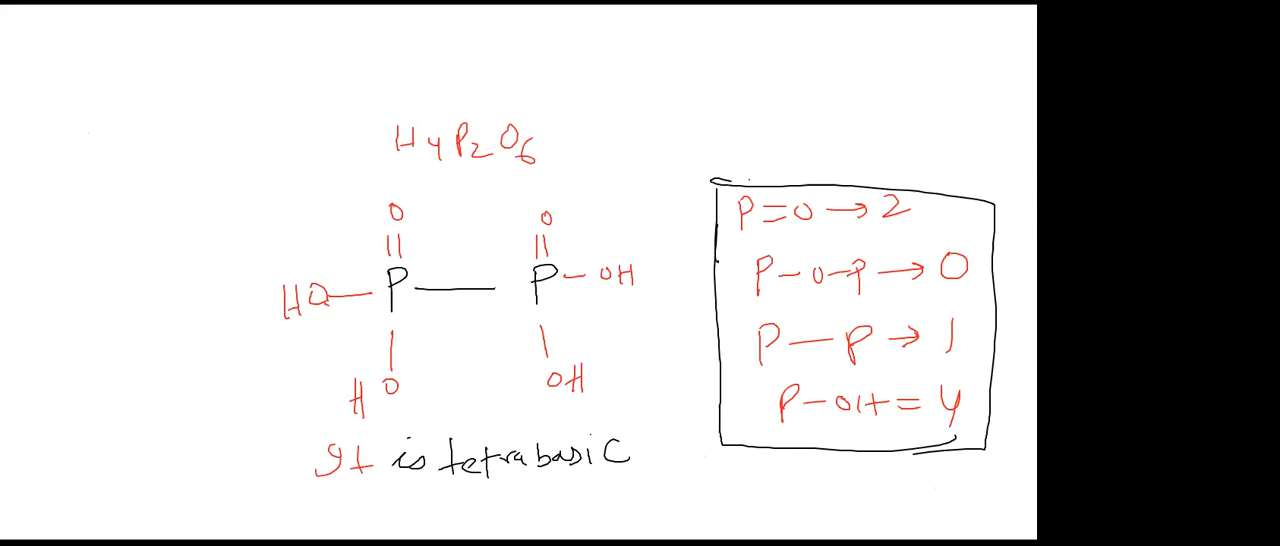 H4P2O6
O O
|| ||
HO—P——P-OH
| |
HO OH
It is tetrabasic
P=O→2
P-O-P→0
P—P→1
P-OH=4